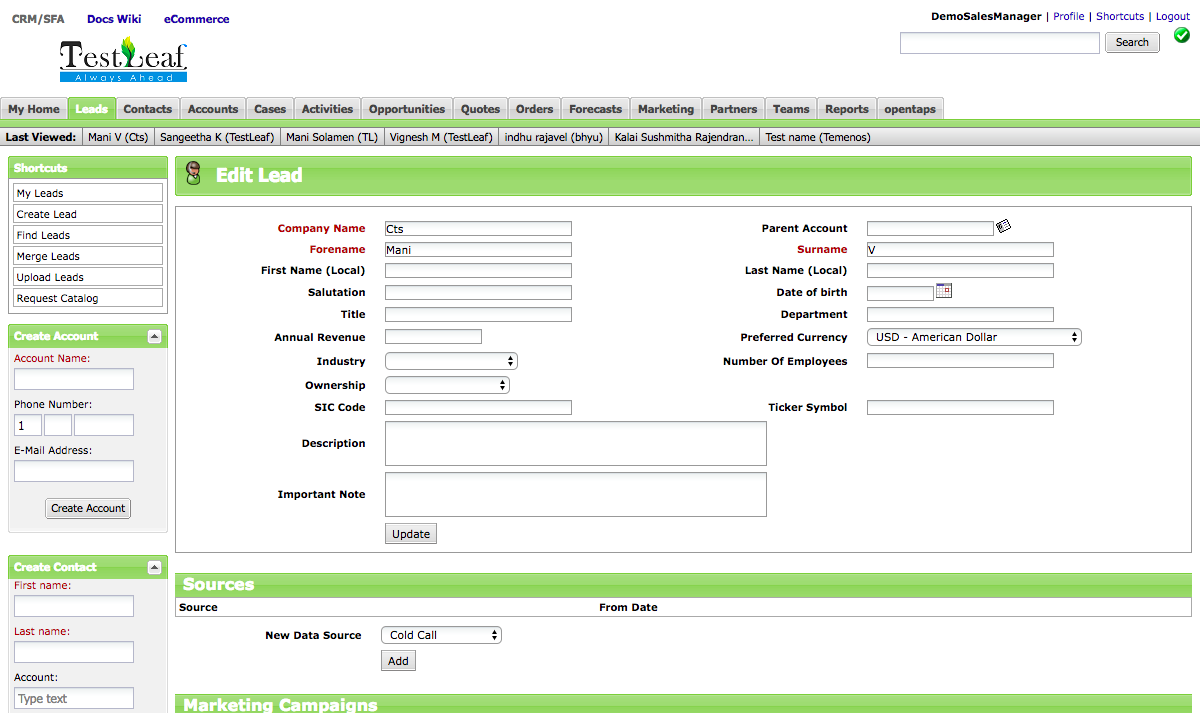 CRM/SFA Docs Wiki eCommerce
DemoSalesManager | Profile | Shortcuts | Logout
TestLeaf
Always Ahead
Search
My Home Leads Contacts Accounts Cases Activities Opportunities Quotes Orders Forecasts Marketing Partners Teams Reports opentaps
Last Viewed: Mani V (Cts) Sangeetha K (TestLeaf) Mani Solamen (TL) Vignesh M (TestLeaf) indhu rajavel (bhyu) Kalai Sushmitha Rajendran... Test name (Temenos)
Shortcuts
My Leads
Create Lead
Find Leads
Merge Leads
Upload Leads
Request Catalog
Create Account
Account Name:
Phone Number:
1
E-Mail Address:
Create Account
Create Contact
First name:
Last name:
Account:
Type text
Edit Lead
Company Name Cts Parent Account
Forename Mani Surname V
First Name (Local) Last Name (Local)
Salutation Date of birth
Title Department
Annual Revenue Preferred Currency USD - American Dollar
Industry Number Of Employees
Ownership
SIC Code Ticker Symbol
Description
Important Note
Update
Sources
Source From Date
New Data Source Cold Call
Add
Marketing Campaigns